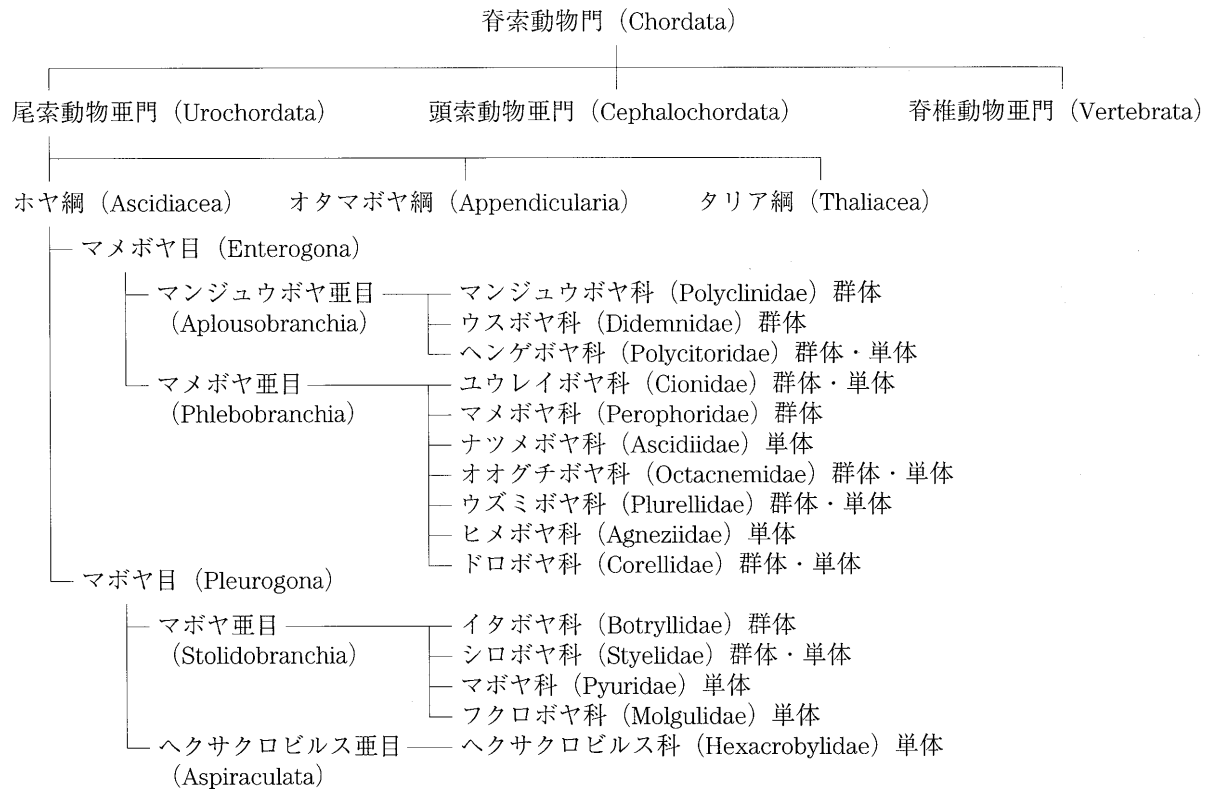 脊索動物門（Chordata）
尾索動物亜門（Urochordata）　頭索動物亜門（Cephalochordata）　脊椎動物亜門（Vertebrata）
ホヤ綱（Ascidiacea）　オタマボヤ綱（Appendicularia）　タリア綱（Thaliacea）
マメボヤ目（Enterogona）
マンジュウボヤ亜目　マンジュウボヤ科（Polyclinidae）群体
（Aplousobranchia）　ウスボヤ科（Didemnidae）群体
ヘンゲボヤ科（Polycitoridae）群体・単体
マメボヤ亜目　ユウレイボヤ科（Cionidae）群体・単体
（Phlebobranchia）　マメボヤ科（Perophoridae）群体
ナツメボヤ科（Ascidiidae）単体
オオグチボヤ科（Octacnemidae）群体・単体
ウズミボヤ科（Plurellidae）群体・単体
ヒメボヤ科（Agneziidae）単体
ドロボヤ科（Corellidae）群体・単体
マボヤ目（Pleurogona）
マボヤ亜目　イタボヤ科（Botryllidae）群体
（Stolidobranchia）　シロボヤ科（Styelidae）群体・単体
マボヤ科（Pyuridae）単体
フクロボヤ科（Molgulidae）単体
ヘクサクロビルス亜目　ヘクサクロビルス科（Hexacrobylidae）単体
（Aspiraculata）